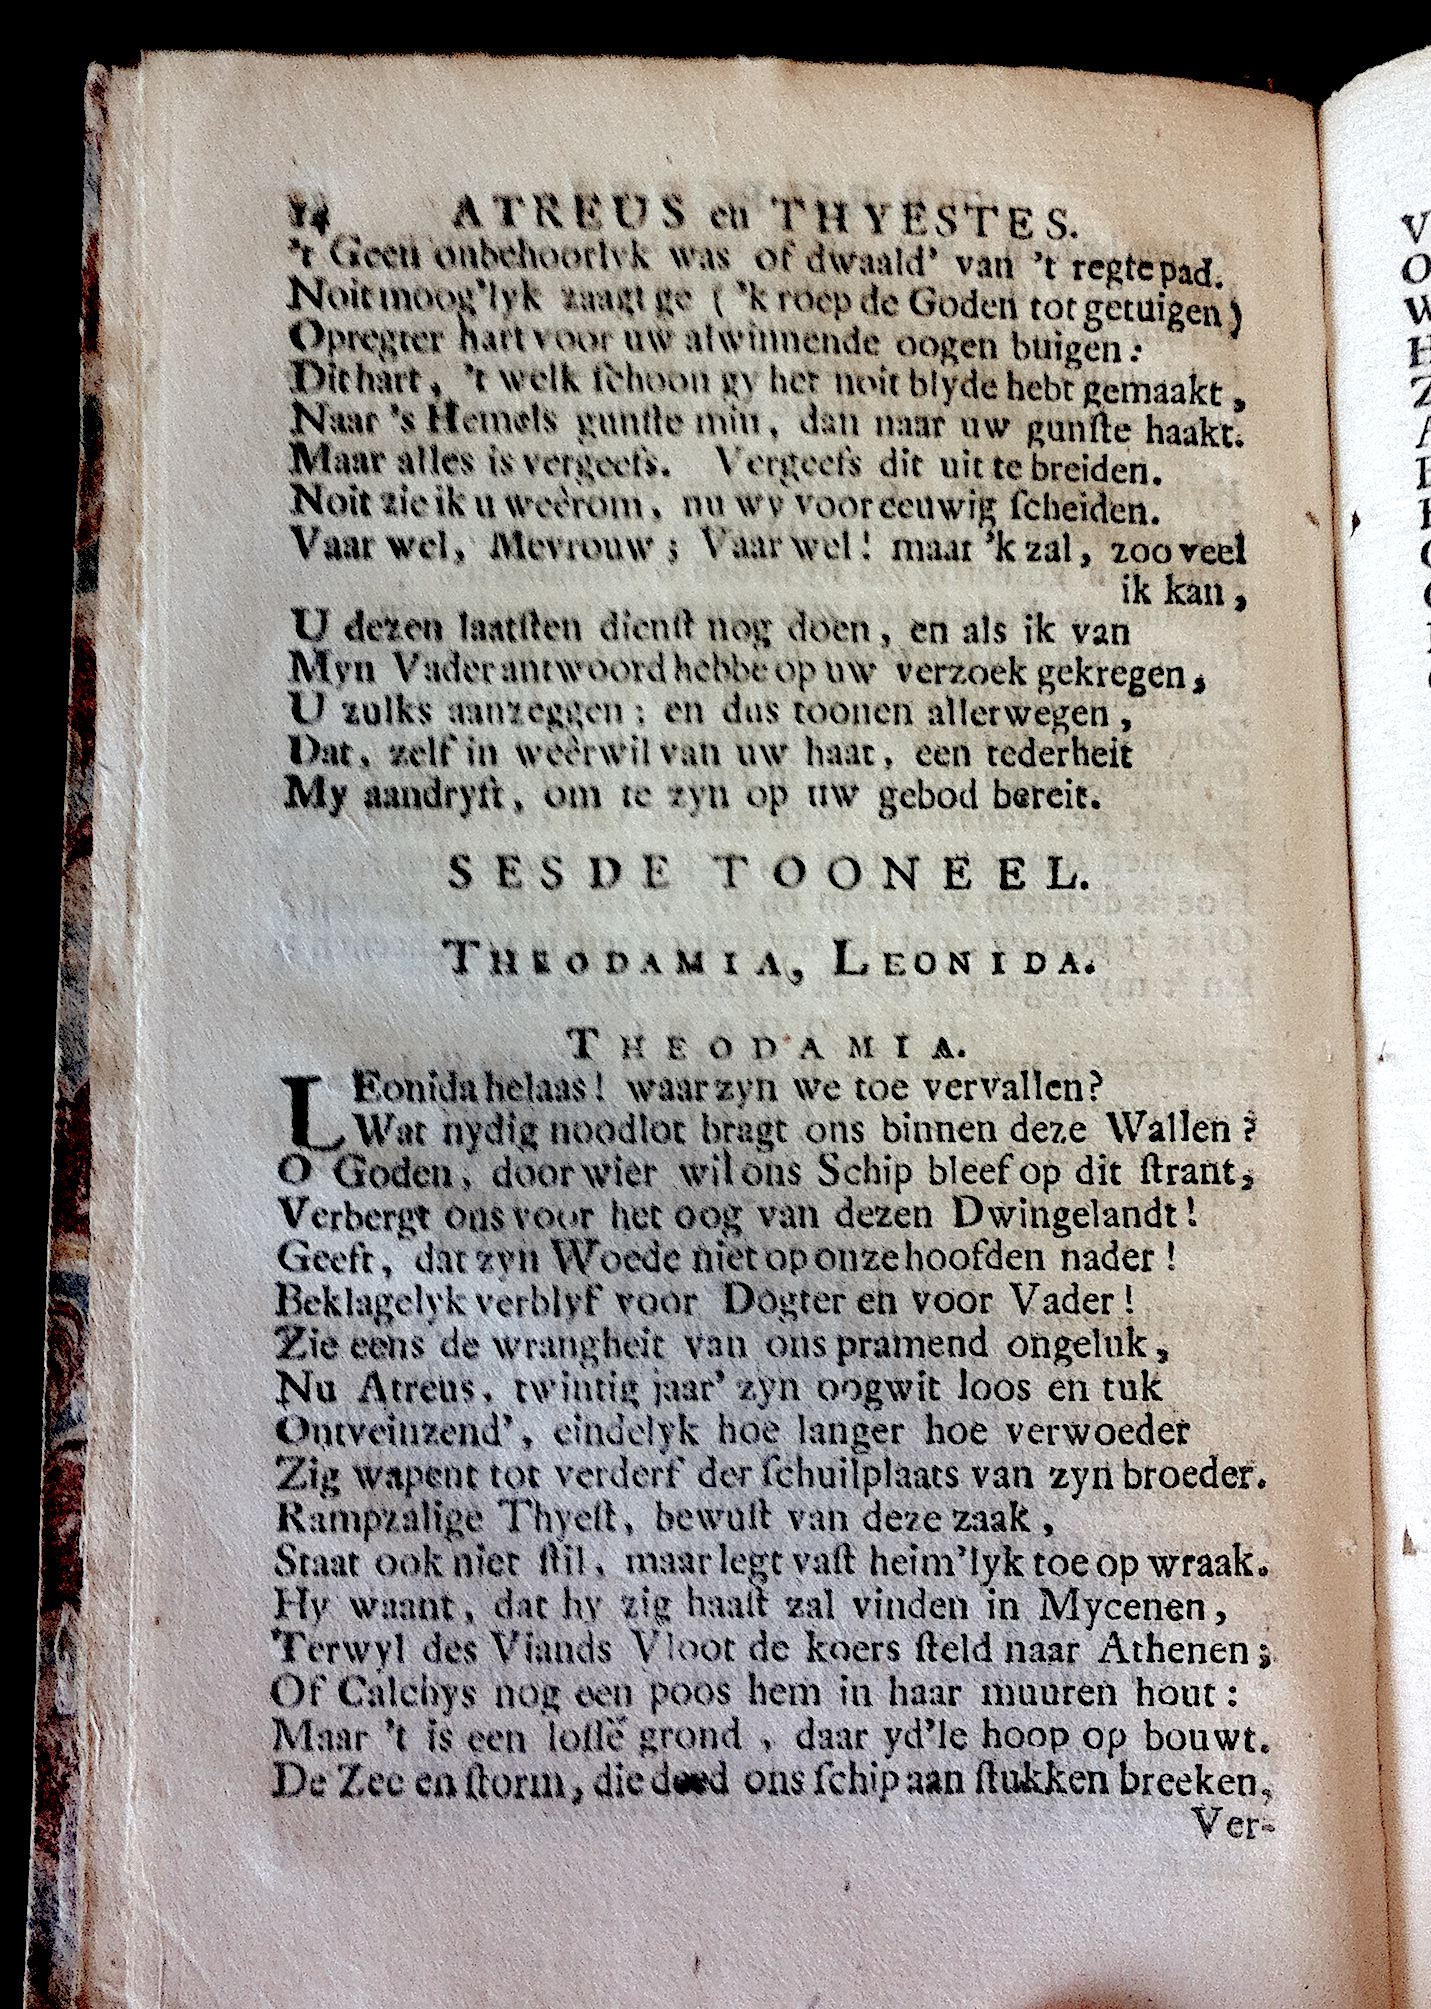 14 ATREUS en THYESTES.
't Geen onbehoorlyk was of dwaald' van 't regte pad.
Noit moog'lyk zaagt ge ( 'k roep de Goden tot getuigen)
Opregter hart voor uw alwinnende oogen buigen:
Dit hart, 't welk ſchoon gy het noit blyde hebt gemaakt,
Naar 's Hemels gunſte min, dan naar uw gunſte haakt.
Maar alles is vergeefs. Vergeefs dit uit te breiden.
Noit zie ik u weêrom, nu wy voor eeuwig ſcheiden.
Vaar wel, Mevrouw; Vaar wel! maar 'k zal, zoo veel
ik kan,
U dezen laatſten dienſt nog doen, en als ik van
Myn Vader antwoord hebbe op uw verzoek gekregen,
U zulks aanzeggen; en dus toonen allerwegen,
Dat, zelf in weêrwil van uw haat, een tederheit
My aandryft, om te zyn op uw gebod bereit.
SESDE TOONEEL.
THEODAMIA, LEONIDA.
THEODAMIA.
LEonida helaas! waar zyn we toe vervallen?
Wat nydig noodlot bragt ons binnen deze Wallen?
O Goden, door wier wil ons Schip bleef op dit ſtrant,
Verbergt ons voor het oog van dezen Dwingelandt!
Geeft, dat zyn Woede niet op onze hoofden nader!
Beklagelyk verblyf voor Dogter en voor Vader!
Zie eens de wrangheit van ons pramend ongeluk,
Nu Atreus, twintig jaar' zyn oogwit loos en tuk
Ontveinzend', eindelyk hoe langer hoe verwoeder
Zig wapent tot verderf der ſchuilplaats van zyn broeder.
Rampzalige Thyeſt, bewuſt van deze zaak,
Staat ook niet ſtil, maar legt vaſt heim'lyk toe op wraak.
Hy waant, dat hy zig haaſt zal vinden in Mycenen,
Terwyl des Viands Vloot de koers ſteld naar Athenen;
Of Calchys nog een poos hem in haar muuren hout:
Maar 't is een loſſe grond, daar yd'le hoop op bouwt.
De Zee en ſtorm, die deed ons ſchip aan ſtukken breeken,
Ver-